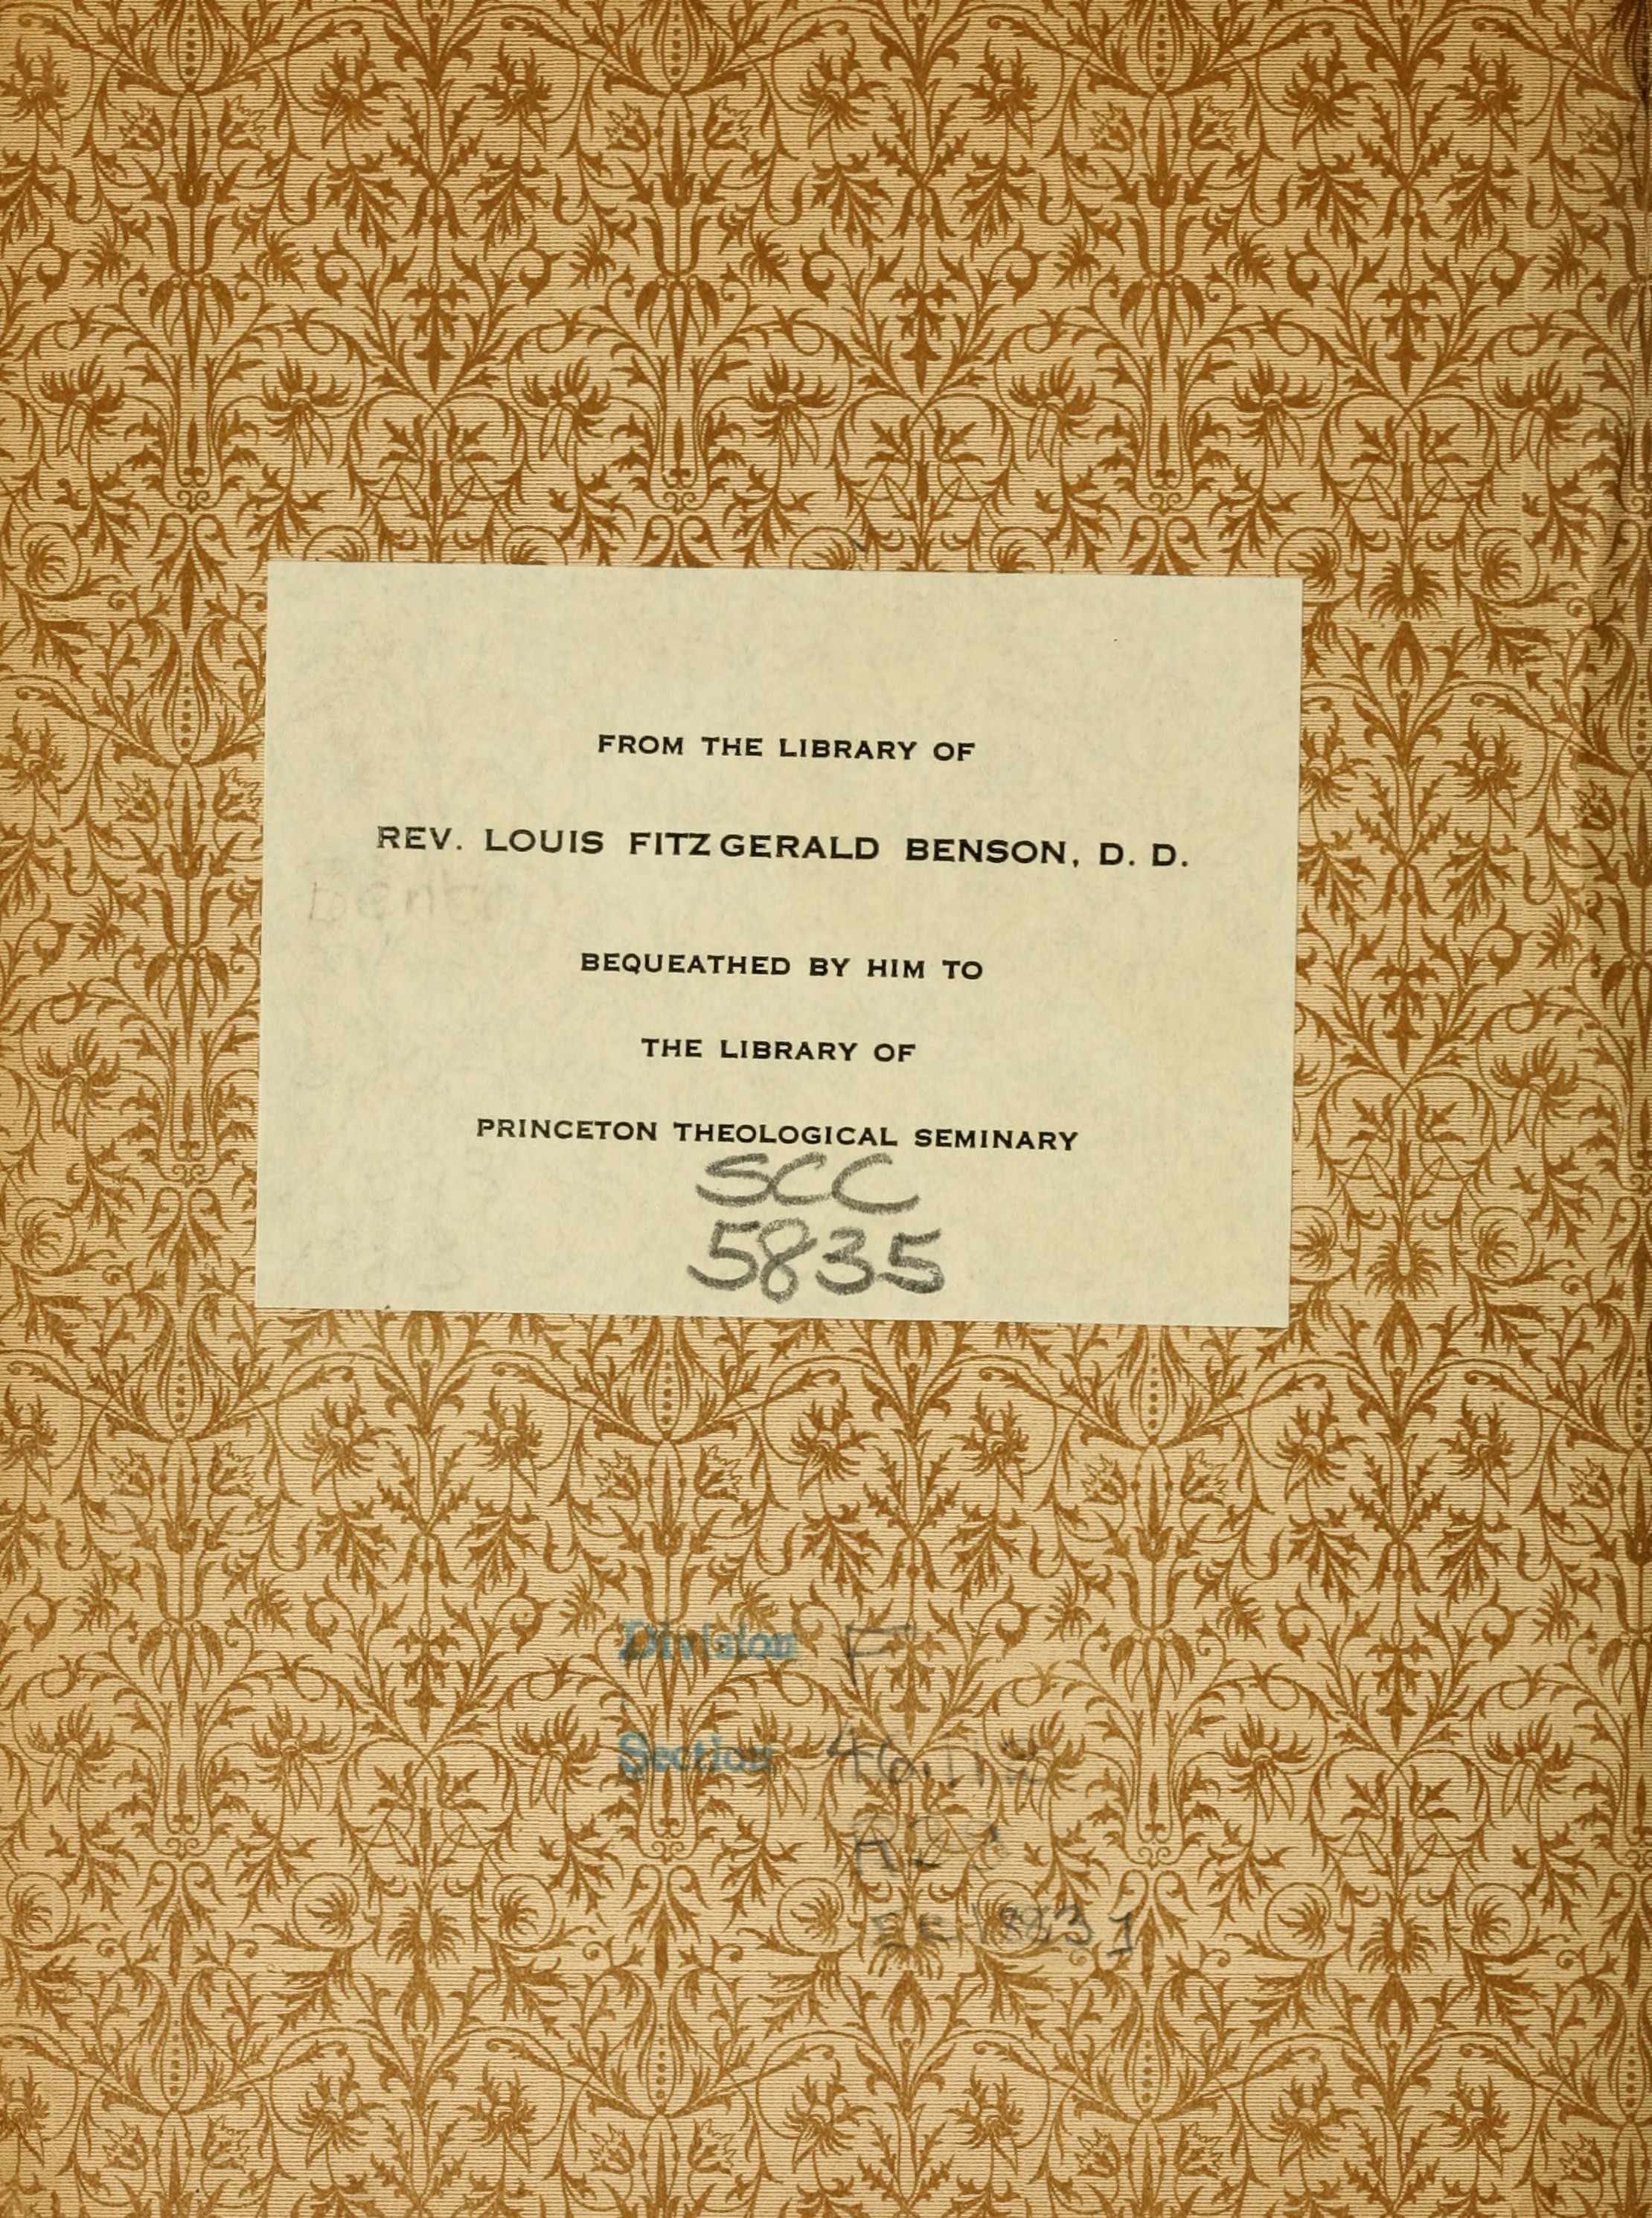 FROM THE LIBRARY OF
REV. LOUIS FITZGERALD BENSON, D. D.
BEQUEATHED BY HIM TO
THE LIBRARY OF
PRINCETON THEOLOGICAL SEMINARY
SCC
5835
Division F
Section